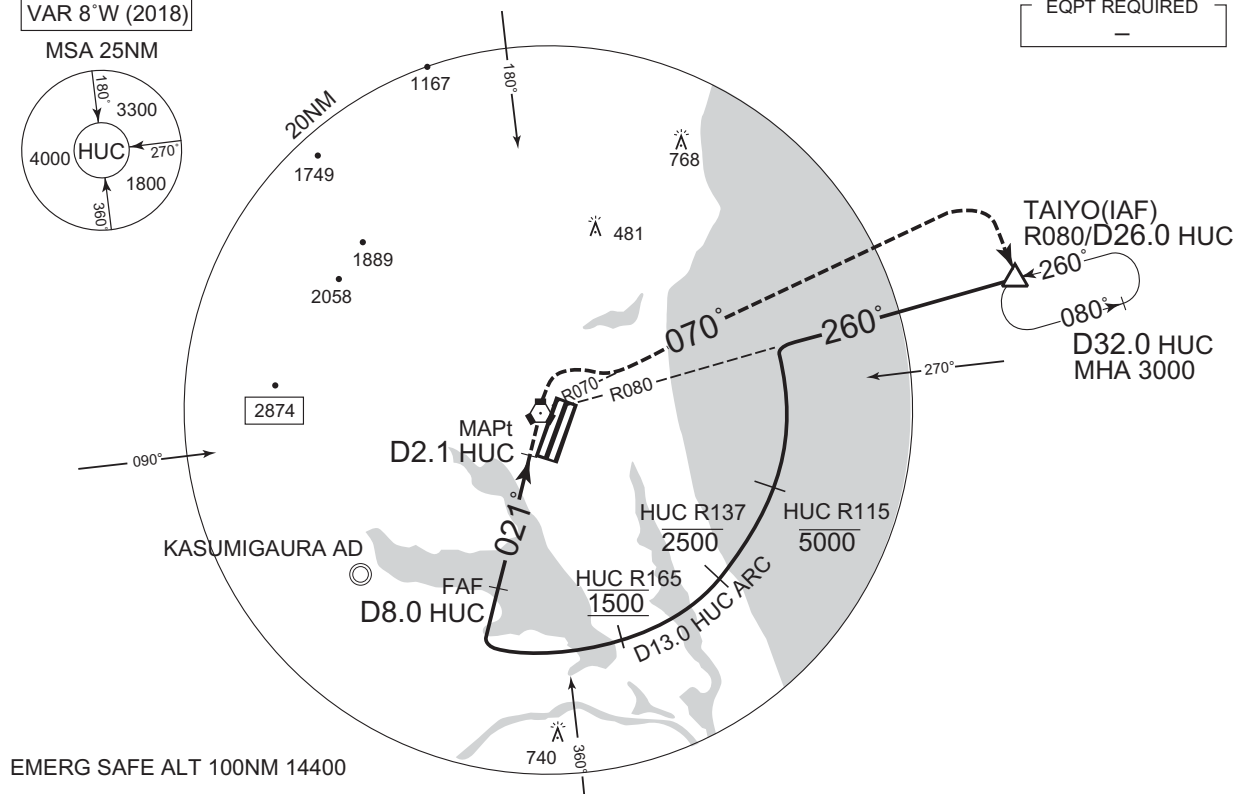 VAR 8°W (2018)
EQPT REQUIRED
–
MSA 25NM
180°
3300
HUC
270°
4000
1800
360°
180°
1167
20NM
768
1749
481
1889
2058
TAIYO(IAF)
R080/D26.0 HUC
260°
080°
D32.0 HUC
MHA 3000
070°
260°
270°
R070
R080
2874
MAPt
D2.1 HUC
090°
021°
HUC R137
2500
HUC R115
5000
KASUMIGAURA AD
FAF
D8.0 HUC
HUC R165
1500
D13.0 HUC ARC
740
360°
EMERG SAFE ALT 100NM 14400